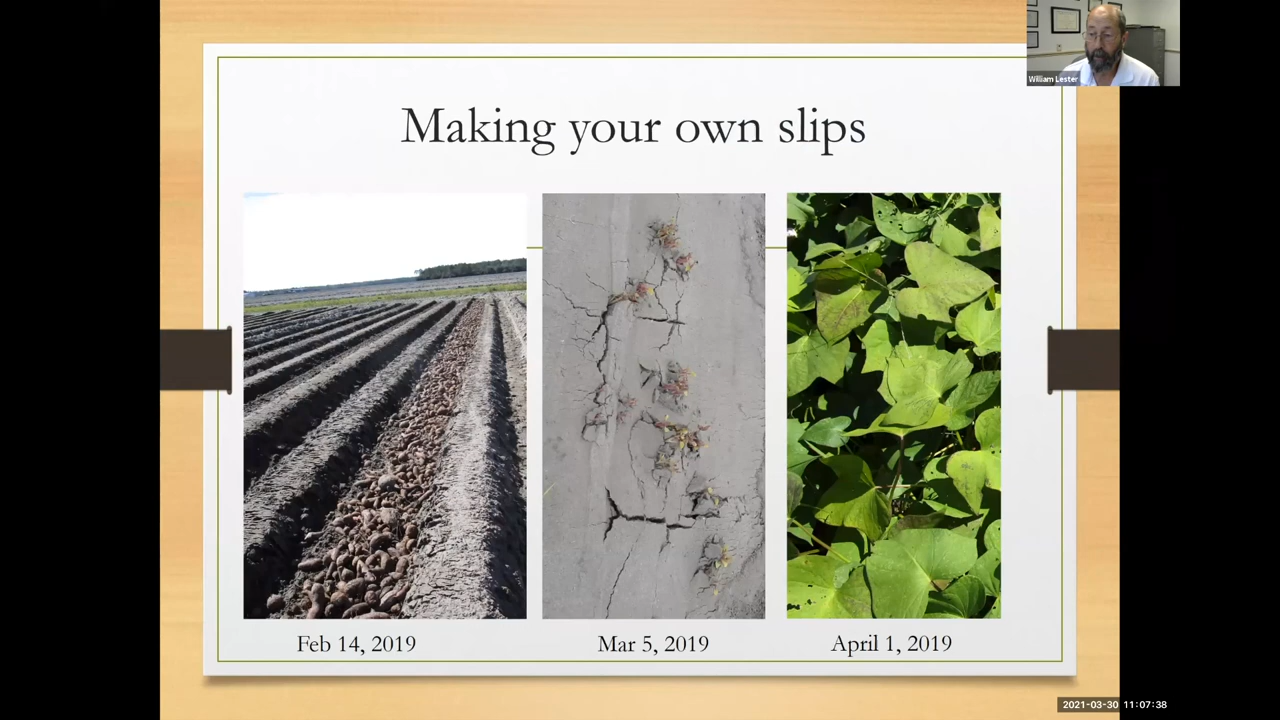 William Lester
Making your own slips
Feb 14, 2019
Mar 5, 2019
April 1, 2019
2021-03-30 11:07:38